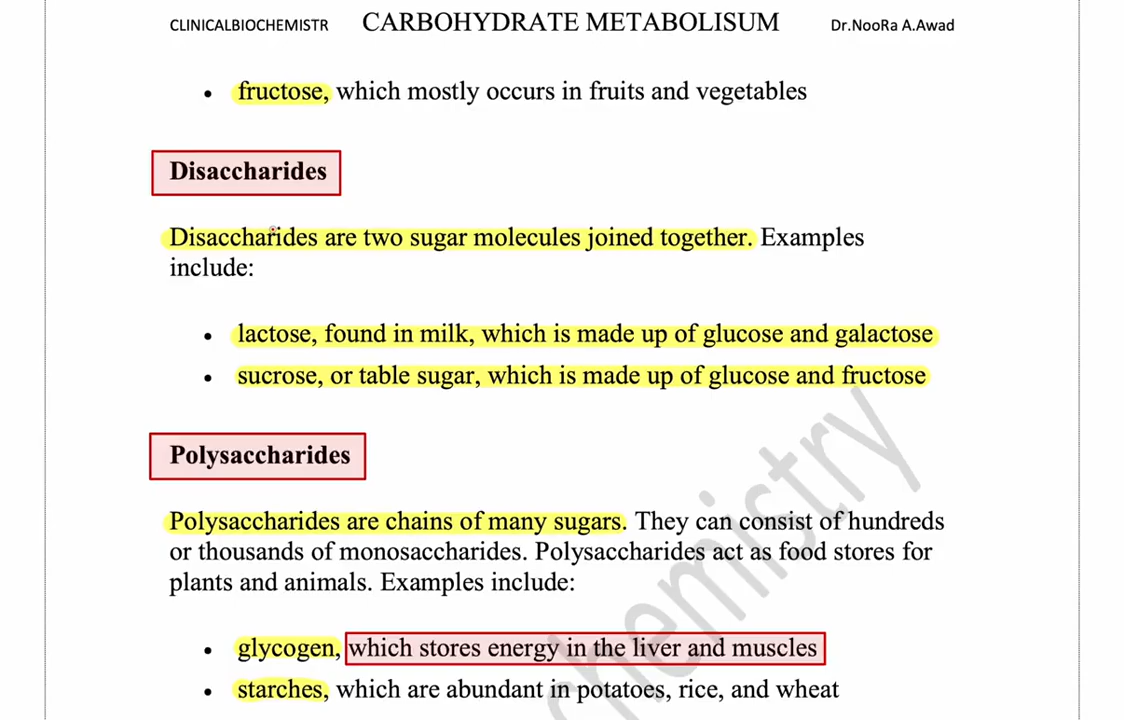 CLINICALBIOCHEMISTR CARBOHYDRATE METABOLISUM Dr.NooRa A.Awad
• fructose, which mostly occurs in fruits and vegetables
Disaccharides
Disaccharides are two sugar molecules joined together. Examples
include:
• lactose, found in milk, which is made up of glucose and galactose
• sucrose, or table sugar, which is made up of glucose and fructose
Polysaccharides
Polysaccharides are chains of many sugars. They can consist of hundreds
or thousands of monosaccharides. Polysaccharides act as food stores for
plants and animals. Examples include:
• glycogen, which stores energy in the liver and muscles
• starches, which are abundant in potatoes, rice, and wheat
chemistry